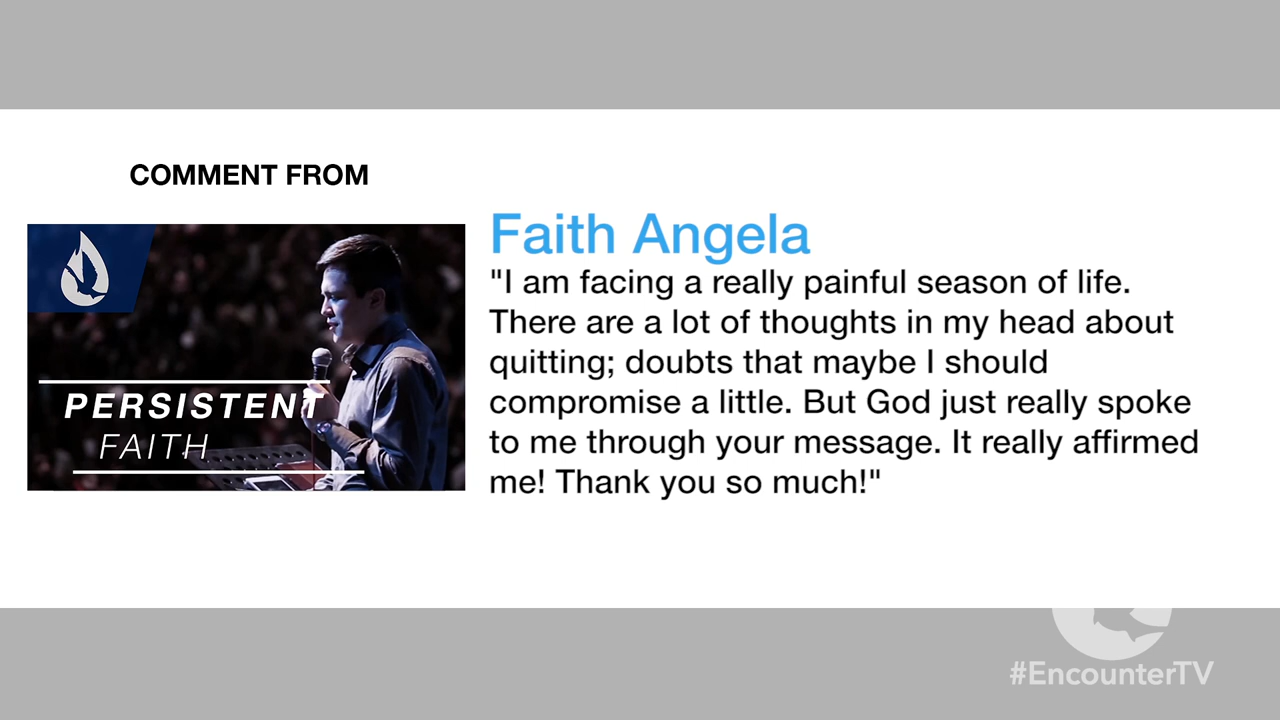 COMMENT FROM
PERSISTENT
FAITH
Faith Angela
"I am facing a really painful season of life.
There are a lot of thoughts in my head about
quitting; doubts that maybe I should
compromise a little. But God just really spoke
to me through your message. It really affirmed
me! Thank you so much!"
#EncounterTV